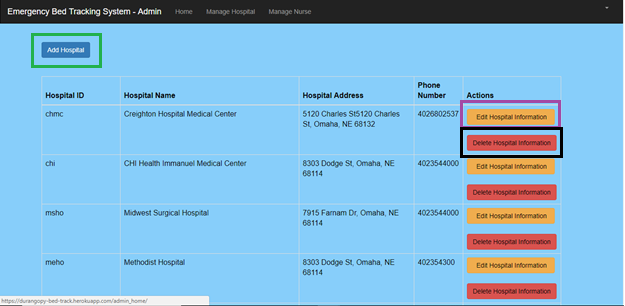 Emergency Bed Tracking System - Admin Home Manage Hospital Manage Nurse
Add Hospital
Hospital ID Hospital Name Hospital Address Phone Number Actions
chmc Creighton Hospital Medical Center 5120 Charles St5120 Charles 4026802537 Edit Hospital Information
St, Omaha, NE 68132
Delete Hospital Information
chi CHI Health Immanuel Medical Center 8303 Dodge St, Omaha, NE 4023544000 Edit Hospital Information
68114
Delete Hospital Information
msho Midwest Surgical Hospital 7915 Farnam Dr, Omaha, NE 4023544000 Edit Hospital Information
68114
Delete Hospital Information
meho Methodist Hospital 8303 Dodge St, Omaha, NE 402354300 Edit Hospital Information
68114
Delete Hospital Information
https://durangopy-bed-track.herokuapp.com/admin_home/